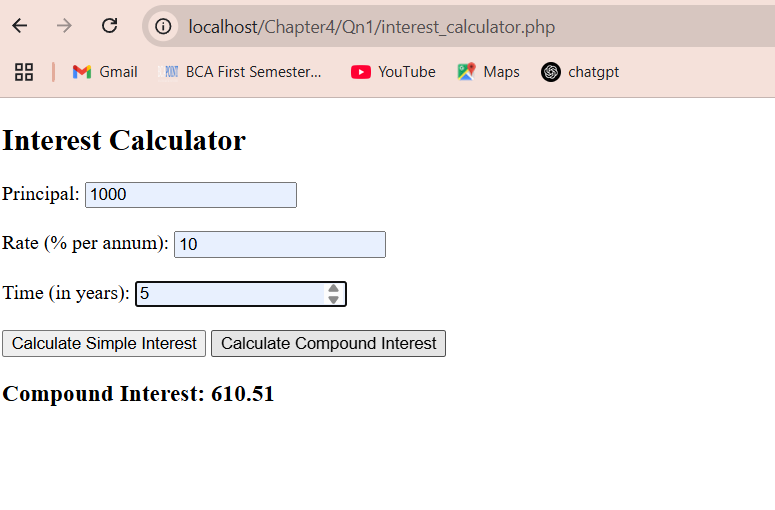 localhost/Chapter4/Qn1/interest_calculator.php
Gmail BCA First Semester... YouTube Maps chatgpt
Interest Calculator
Principal: 1000
Rate (% per annum): 10
Time (in years): 5
Calculate Simple Interest Calculate Compound Interest
Compound Interest: 610.51